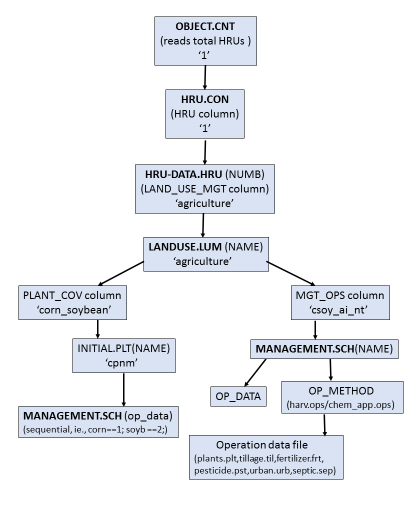 OBJECT.CNT
(reads total HRUs )
‘1’
HRU.CON
(HRU column)
‘1’
HRU-DATA.HRU (NUMB)
(LAND_USE_MGT column)
‘agriculture’
LANDUSE.LUM (NAME)
‘agriculture’
PLANT_COV column
‘corn_soybean’
MGT_OPS column
‘csoy_ai_nt’
INITIAL.PLT(NAME)
‘cpnm’
MANAGEMENT.SCH(NAME)
MANAGEMENT.SCH (op_data)
(sequential, ie., corn==1; soyb ==2;)
OP_DATA
OP_METHOD
(harv.ops/chem_app.ops)
Operation data file
(plants.plt,tillage.til,fertilizer.frt,
pesticide.pst,urban.urb,septic.sep)